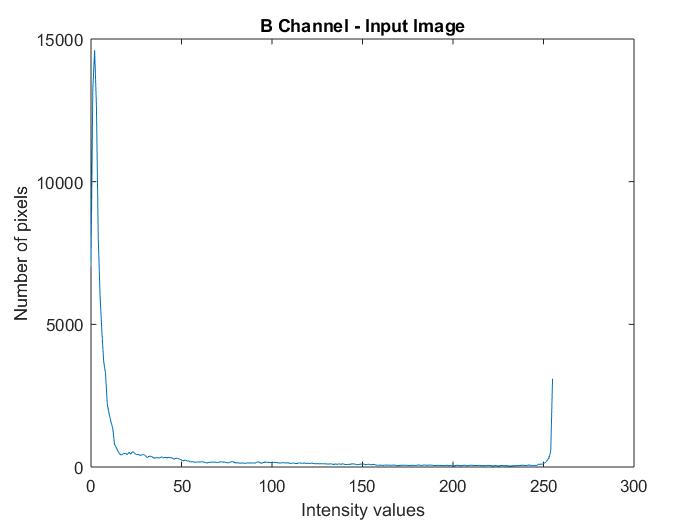 B Channel - Input Image
15000
10000
5000
0
Number of pixels
0 50 100 150 200 250 300
Intensity values